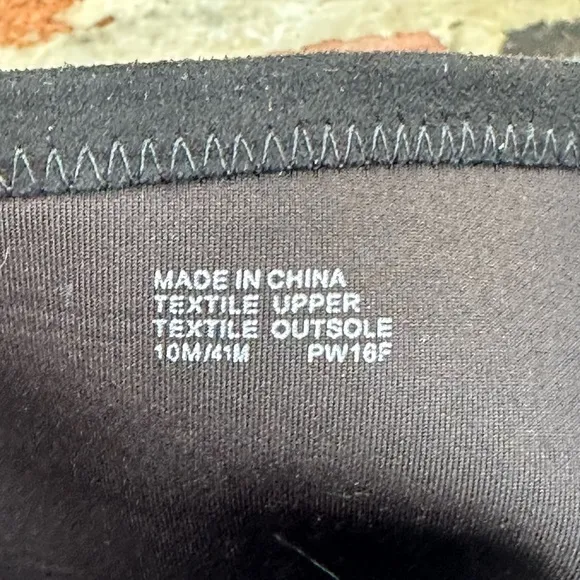 MADE IN CHINA
TEXTILE UPPER
TEXTILE OUTSOLE
10M/41M PW16F